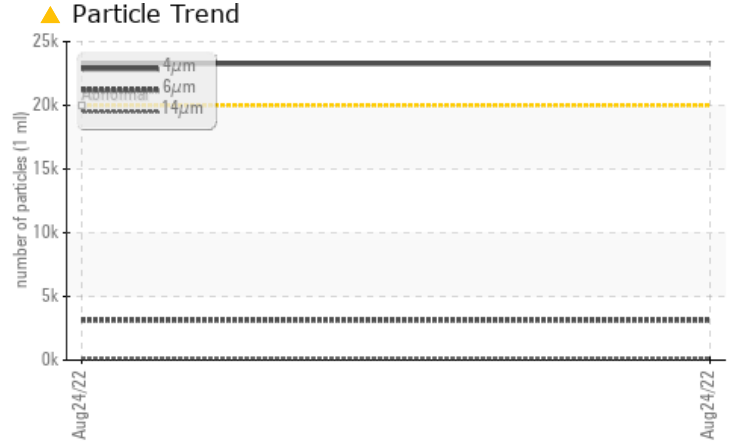 Particle Trend
25k
20k
15k
10k
5k
0k
number of particles (1 ml)
4μm
6μm
Abnormal
14μm
Aug24/22
Aug24/22